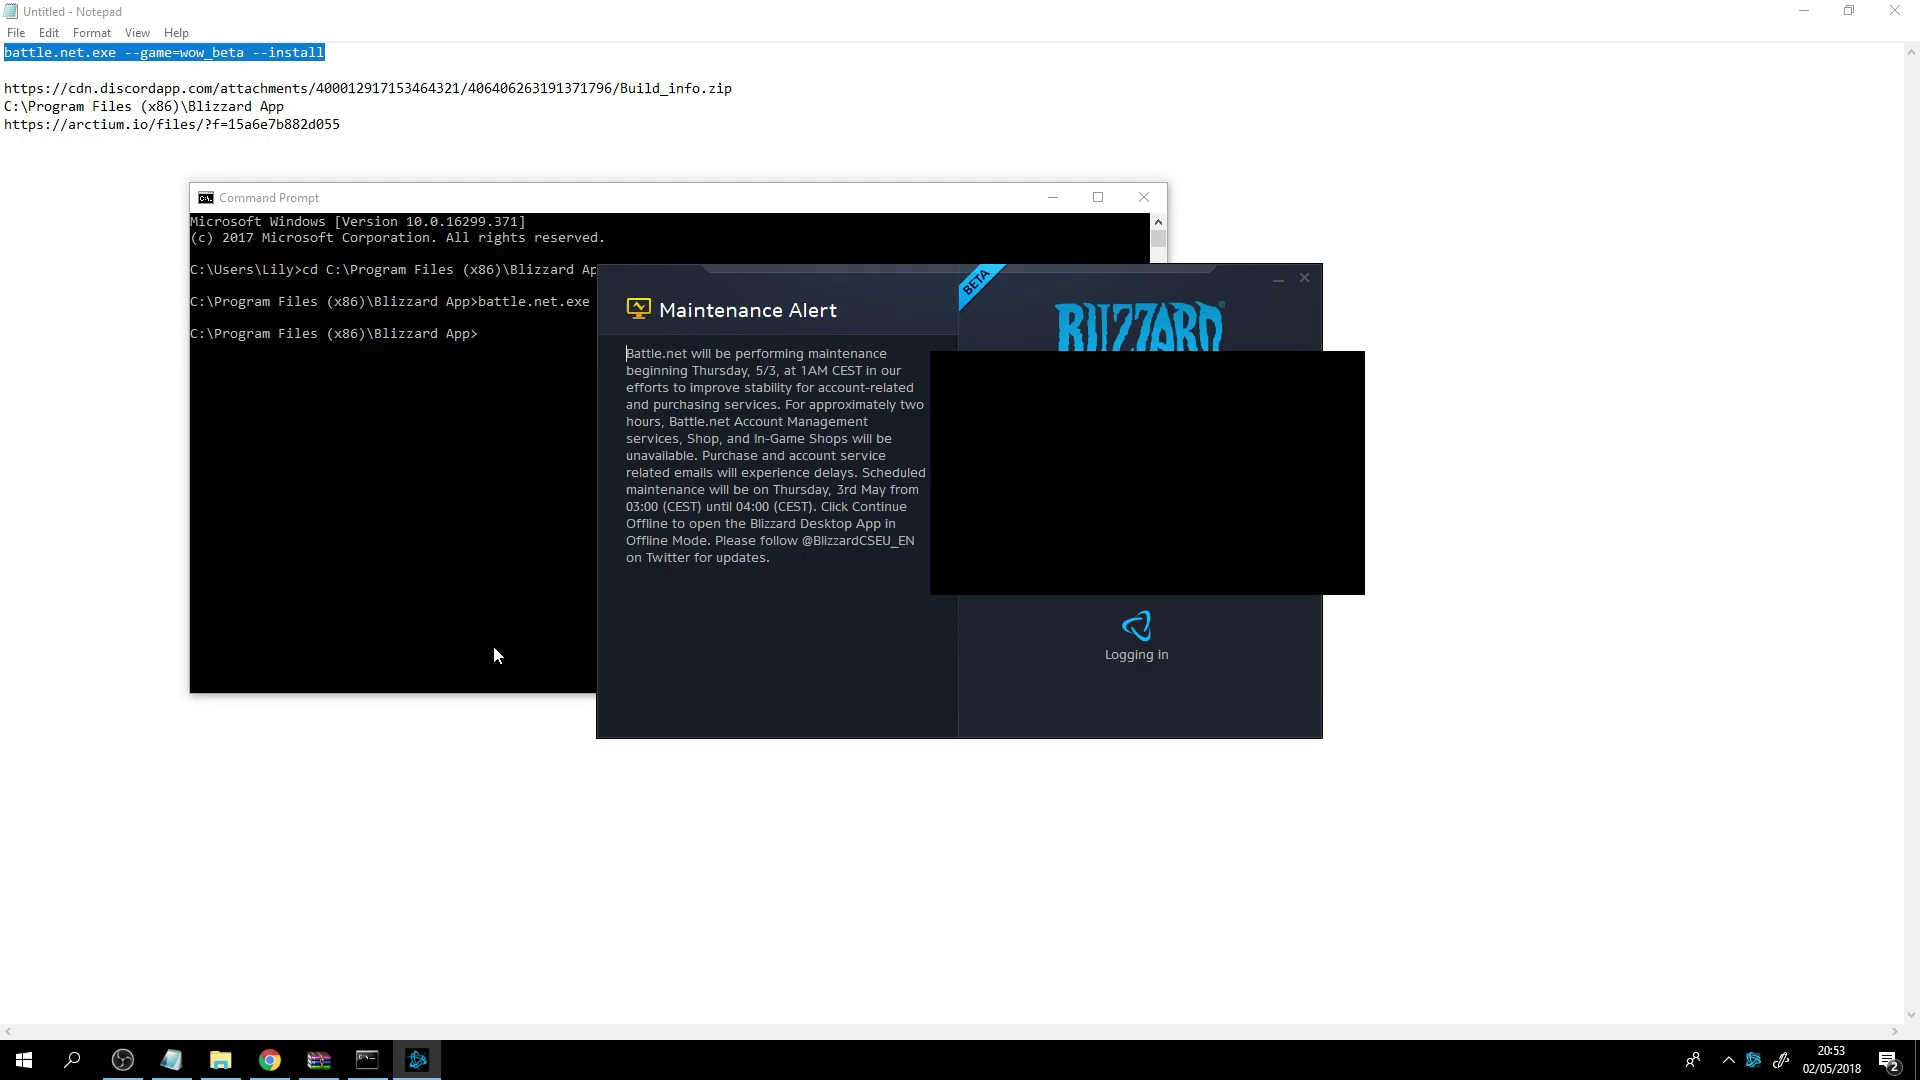 Untitled - Notepad
File Edit Format View Help
battle.net.exe --game=wow_beta --install
https://cdn.discordapp.com/attachments/400012917153464321/406406263191371796/Build_info.zip
C:\Program Files (x86)\Blizzard App
https://arctium.io/files/?f=15a6e7b882d055
Command Prompt
Microsoft Windows [Version 10.0.16299.371]
(c) 2017 Microsoft Corporation. All rights reserved.
C:\Users\Lily>cd C:\Program Files (x86)\Blizzard Ap
C:\Program Files (x86)\Blizzard App>battle.net.exe
C:\Program Files (x86)\Blizzard App>
Maintenance Alert
Battle.net will be performing maintenance
beginning Thursday, 5/3, at 1AM CEST in our
efforts to improve stability for account-related
and purchasing services. For approximately two
hours, Battle.net Account Management
services, Shop, and In-Game Shops will be
unavailable. Purchase and account service
related emails will experience delays. Scheduled
maintenance will be on Thursday, 3rd May from
03:00 (CEST) until 04:00 (CEST). Click Continue
Offline to open the Blizzard Desktop App in
Offline Mode. Please follow @BlizzardCSEU_EN
on Twitter for updates.
BETA
BLIZZARD
Logging in
20:53
02/05/2018
2